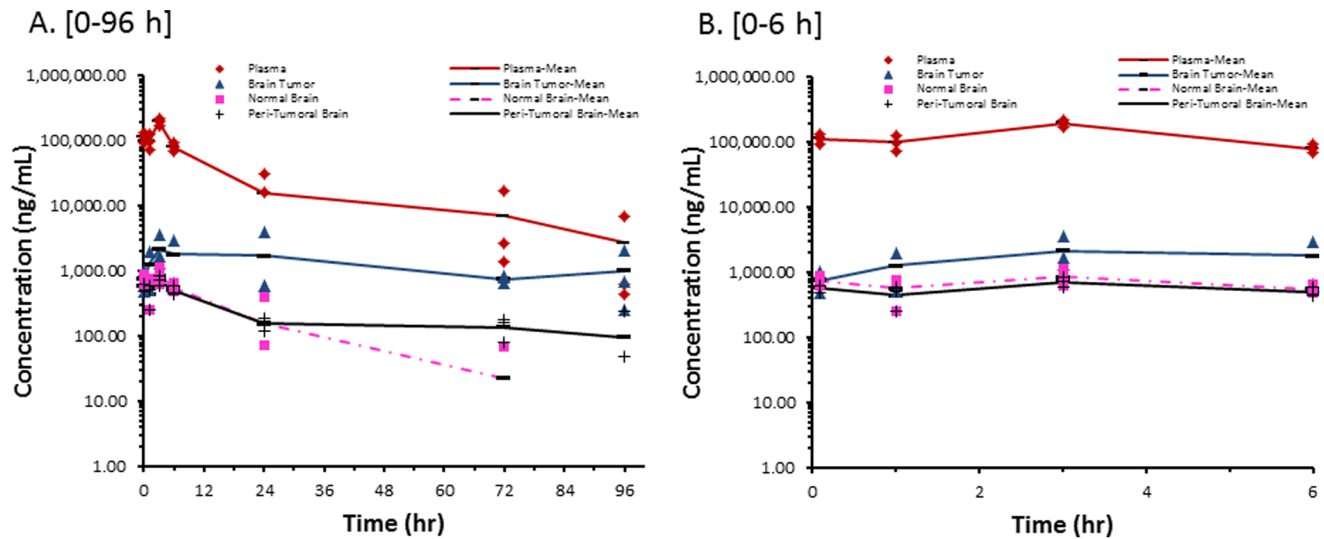 A. [0-96 h]
Plasma
Plasma-Mean
Brain Tumor
Brain Tumor-Mean
Normal Brain
Normal Brain-Mean
Peri-Tumoral Brain
Peri-Tumoral Brain-Mean
Concentration (ng/mL)
1,000,000.00
100,000.00
10,000.00
1,000.00
100.00
10.00
1.00
0 12 24 36 48 60 72 84 96
Time (hr)
B. [0-6 h]
Plasma
Plasma-Mean
Brain Tumor
Brain Tumor-Mean
Normal Brain
Normal Brain-Mean
Peri-Tumoral Brain
Peri-Tumoral Brain-Mean
Concentration (ng/mL)
1,000,000.00
100,000.00
10,000.00
1,000.00
100.00
10.00
1.00
0 2 4 6
Time (hr)